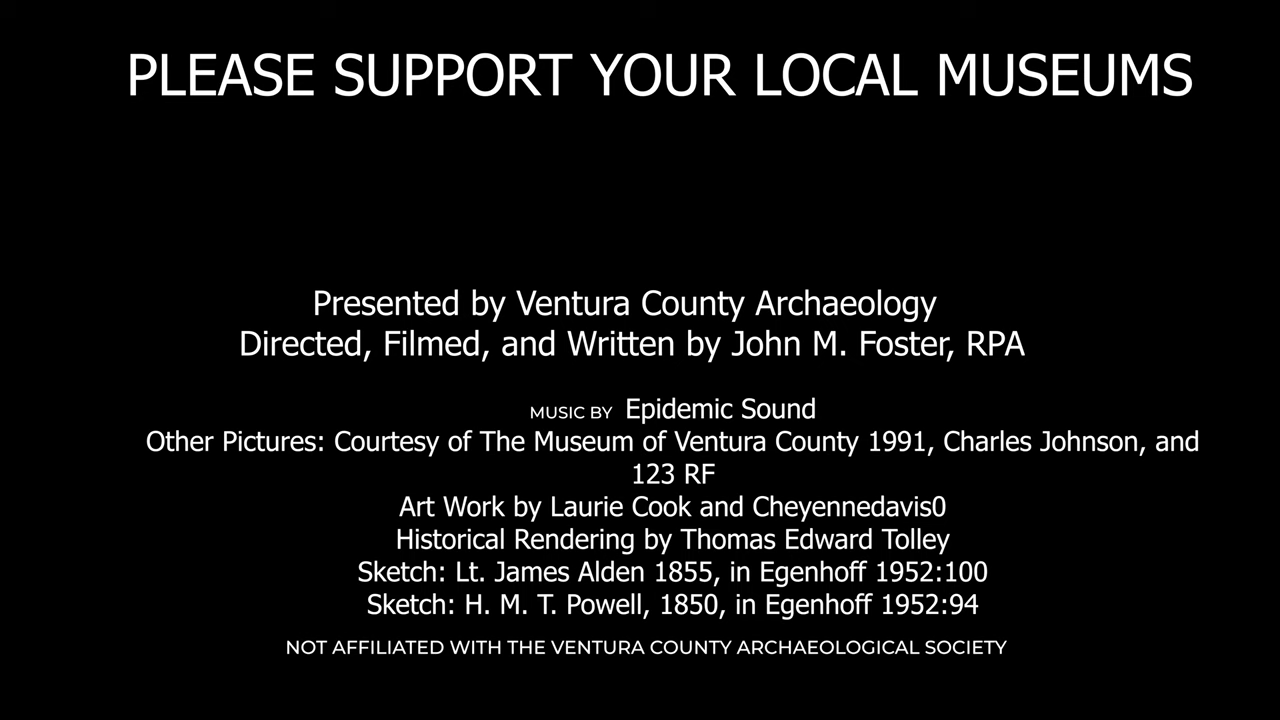 PLEASE SUPPORT YOUR LOCAL MUSEUMS
Presented by Ventura County Archaeology
Directed, Filmed, and Written by John M. Foster, RPA
MUSIC BY Epidemic Sound
Other Pictures: Courtesy of The Museum of Ventura County 1991, Charles Johnson, and
123 RF
Art Work by Laurie Cook and Cheyennedavis0
Historical Rendering by Thomas Edward Tolley
Sketch: Lt. James Alden 1855, in Egenhoff 1952:100
Sketch: H. M. T. Powell, 1850, in Egenhoff 1952:94
NOT AFFILIATED WITH THE VENTURA COUNTY ARCHAEOLOGICAL SOCIETY